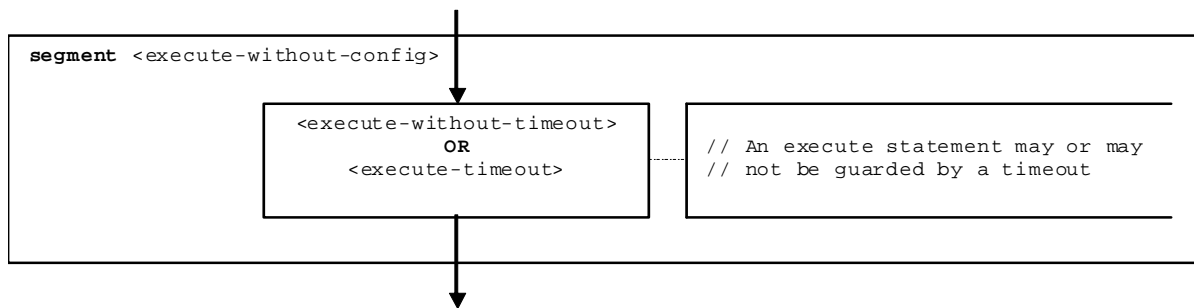 segment <execute-without-config>
<execute-without-timeout>
OR
<execute-timeout>
// An execute statement may or may
// not be guarded by a timeout